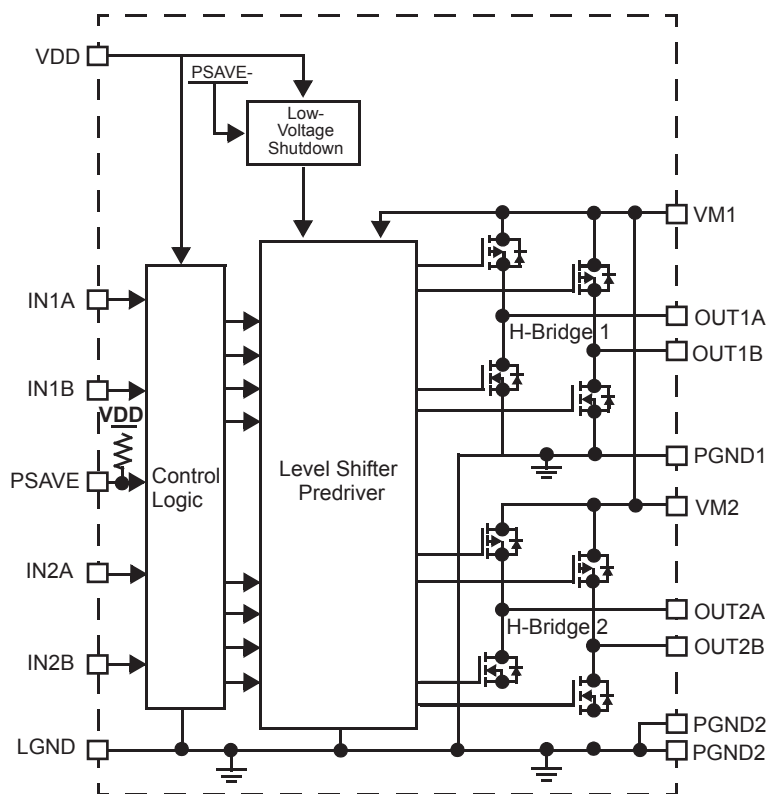 VDD
PSAVE-
Low-
Voltage
Shutdown
VM1
IN1A
OUT1A
H-Bridge 1
OUT1B
IN1B
VDD
PGND1
PSAVE
Control
Logic
Level Shifter
Predriver
VM2
IN2A
OUT2A
H-Bridge 2
OUT2B
IN2B
PGND2
LGND
PGND2